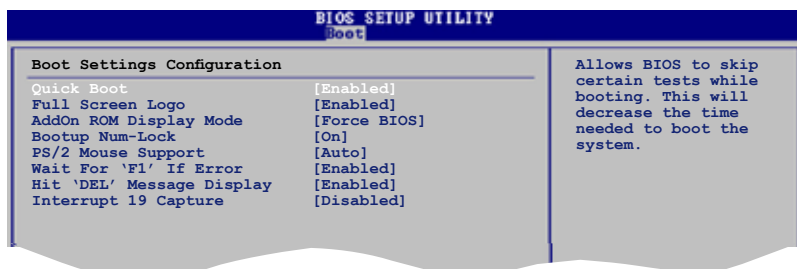 BIOS SETUP UTILITY
Boot
Boot Settings Configuration
Quick Boot [Enabled]
Full Screen Logo [Enabled]
AddOn ROM Display Mode [Force BIOS]
Bootup Num-Lock [On]
PS/2 Mouse Support [Auto]
Wait For ‘F1’ If Error [Enabled]
Hit ‘DEL’ Message Display [Enabled]
Interrupt 19 Capture [Disabled]
Allows BIOS to skip
certain tests while
booting. This will
decrease the time
needed to boot the
system.